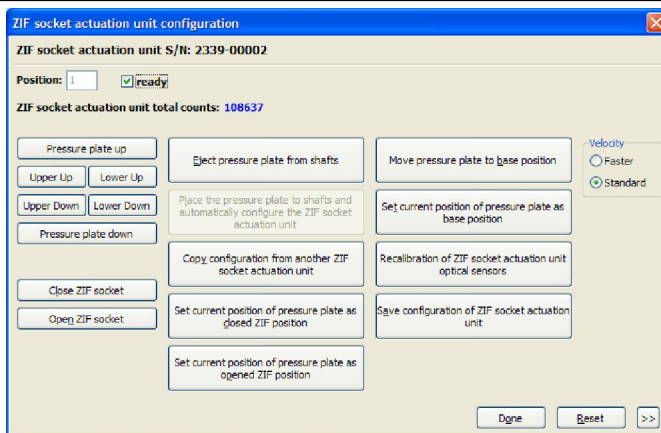 ZIF socket actuation unit configuration
ZIF socket actuation unit S/N: 2339-00002
Position: 1 ready
ZIF socket actuation unit total counts: 108637
Pressure plate up
Upper Up Lower Up
Upper Down Lower Down
Pressure plate down
Close ZIF socket
Open ZIF socket
Eject pressure plate from shafts
Place the pressure plate to shafts and
automatically configure the ZIF socket
actuation unit
Copy configuration from another ZIF
socket actuation unit
Set current position of pressure plate as
closed ZIF position
Set current position of pressure plate as
opened ZIF position
Move pressure plate to base position
Set current position of pressure plate as
base position
Recalibration of ZIF socket actuation unit
optical sensors
Save configuration of ZIF socket actuation
unit
Velocity
Faster
Standard
Done Reset >>